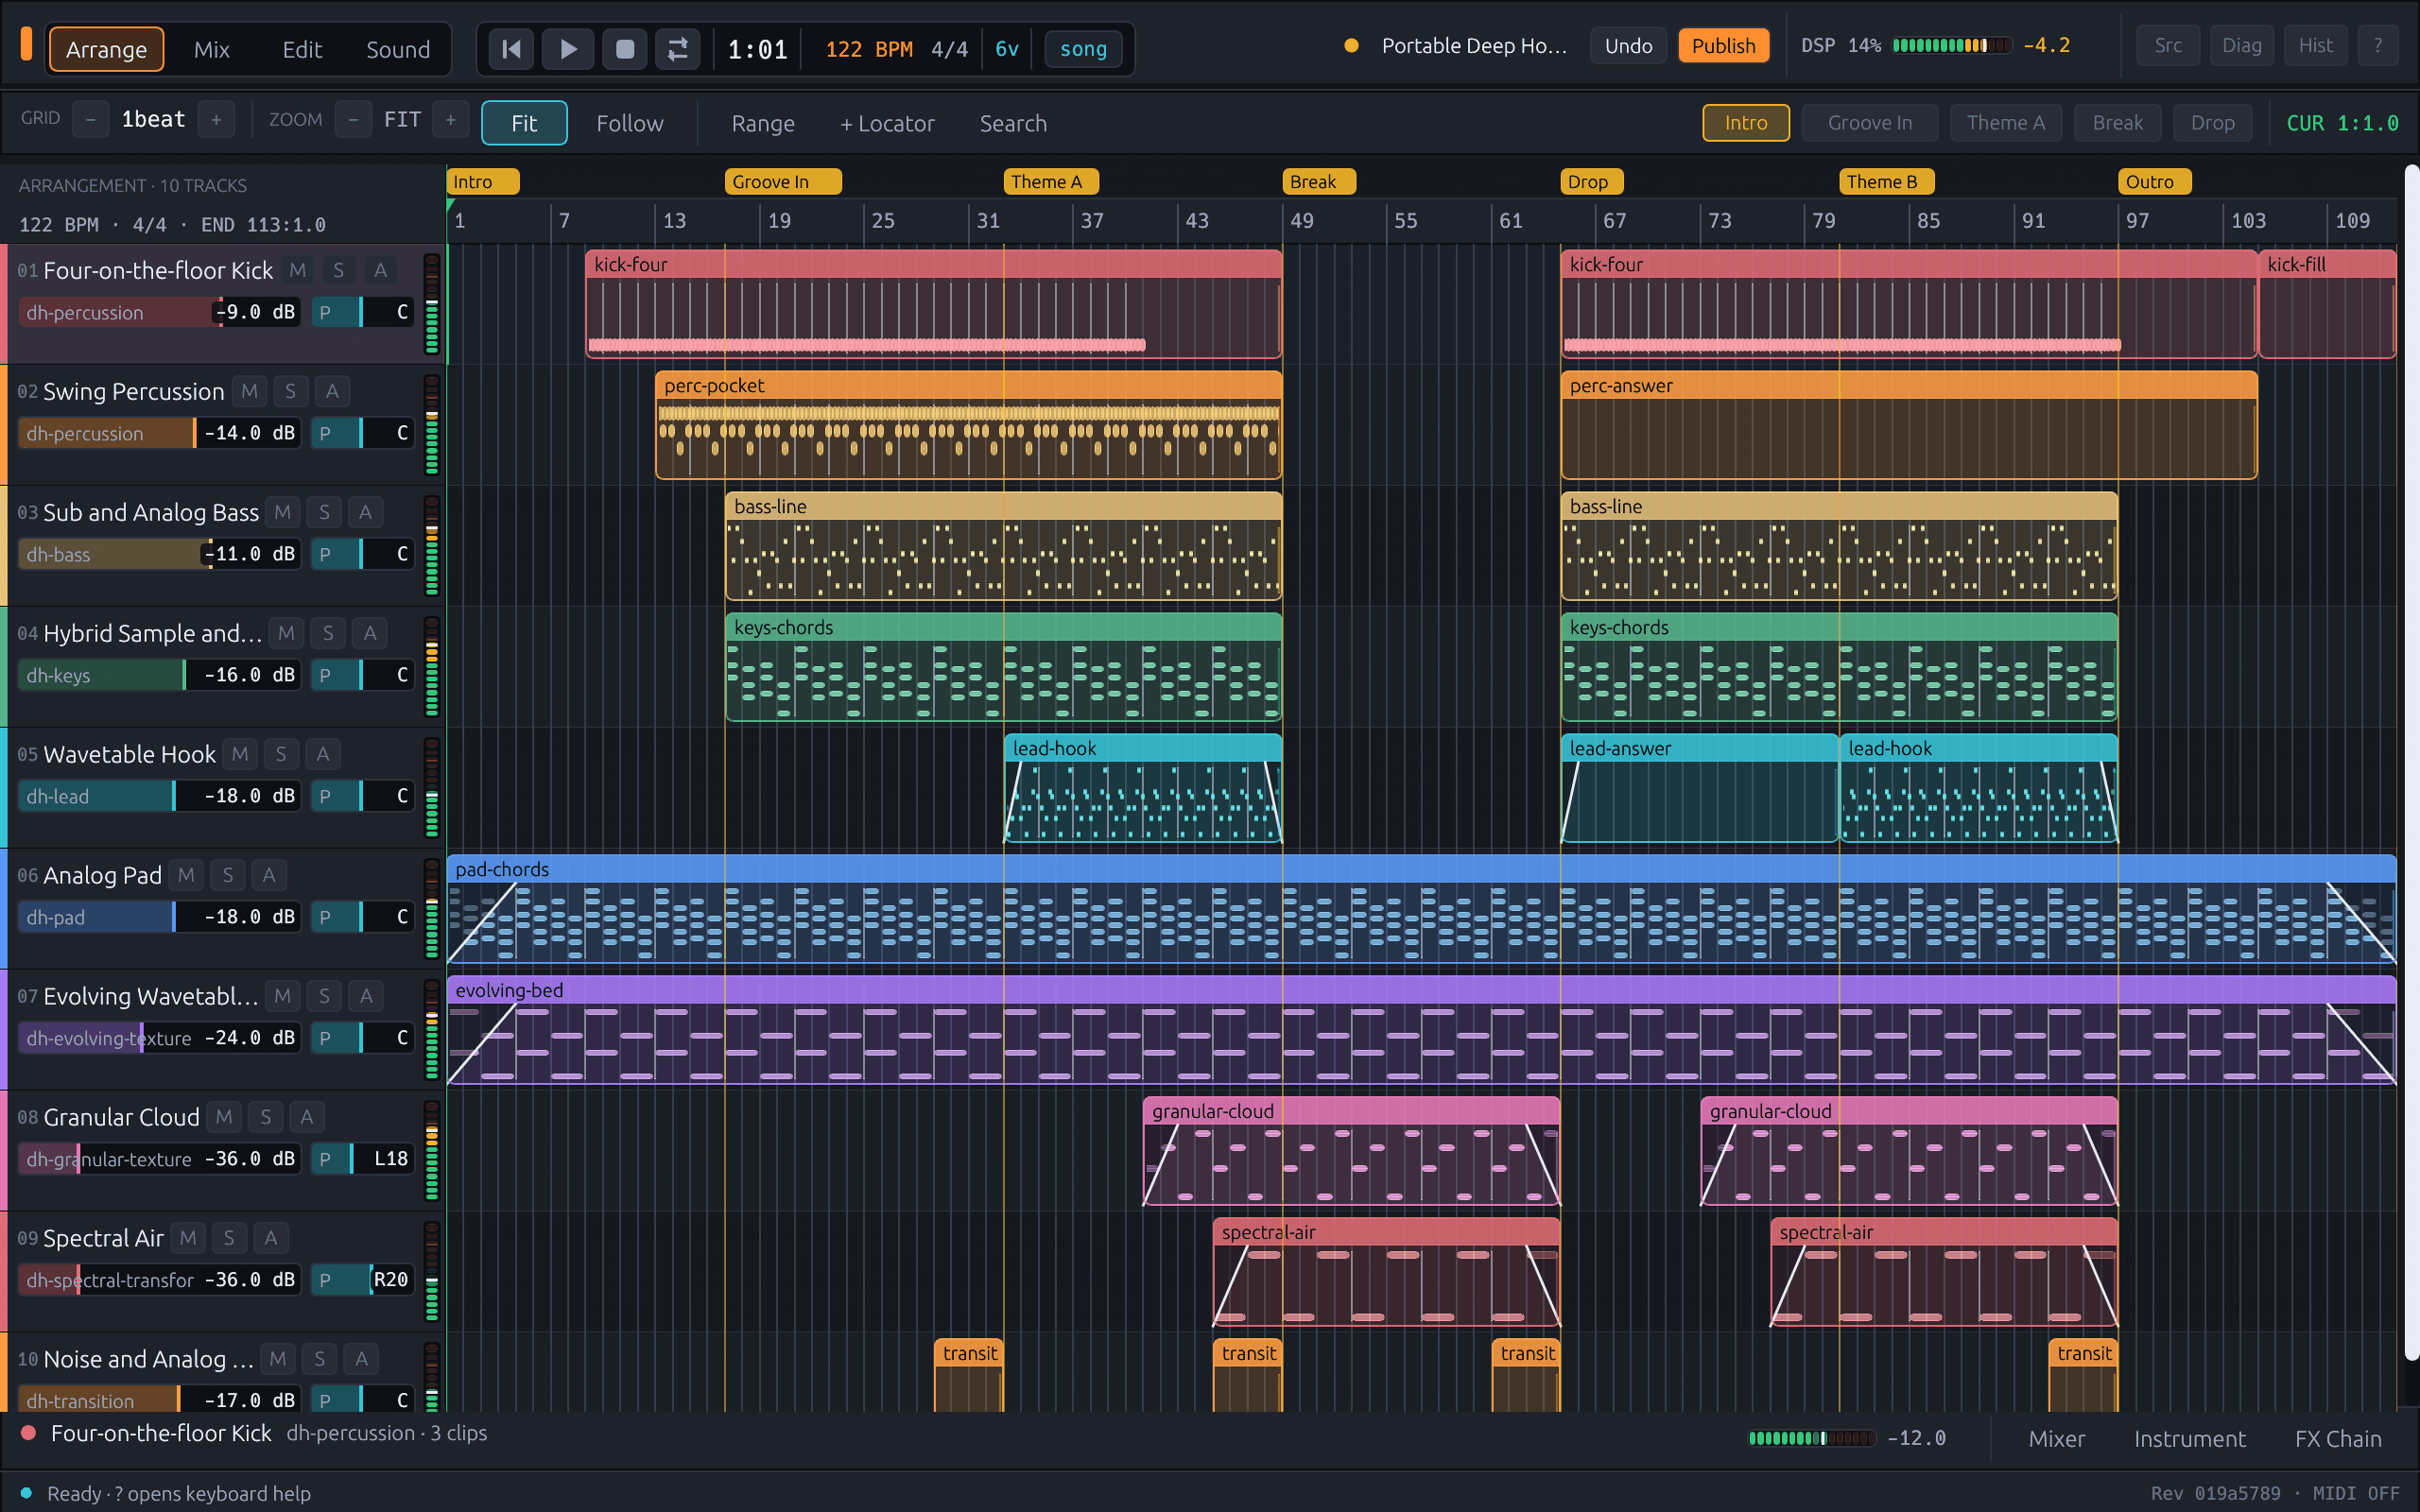 Arrange Mix Edit Sound 1:01 122 BPM 4/4 6v song Portable Deep Ho... Undo Publish DSP 14% -4.2 Src Diag Hist ?
GRID - 1beat + ZOOM - FIT + Fit Follow Range + Locator Search Intro Groove In Theme A Break Drop CUR 1:1.0
ARRANGEMENT · 10 TRACKS
Intro Groove In Theme A Break Drop Theme B Outro
122 BPM · 4/4 · END 113:1.0
1 7 13 19 25 31 37 43 49 55 61 67 73 79 85 91 97 103 109
01 Four-on-the-floor Kick M S A
dh-percussion -9.0 dB P C
kick-four kick-four kick-fill
02 Swing Percussion M S A
dh-percussion -14.0 dB P C
perc-pocket perc-answer
03 Sub and Analog Bass M S A
dh-bass -11.0 dB P C
bass-line bass-line
04 Hybrid Sample and... M S A
dh-keys -16.0 dB P C
keys-chords keys-chords
05 Wavetable Hook M S A
dh-lead -18.0 dB P C
lead-hook lead-answer lead-hook
06 Analog Pad M S A
dh-pad -18.0 dB P C
pad-chords
07 Evolving Wavetabl... M S A
dh-evolving-texture -24.0 dB P C
evolving-bed
08 Granular Cloud M S A
dh-granular-texture -36.0 dB P L18
granular-cloud granular-cloud
09 Spectral Air M S A
dh-spectral-transfor -36.0 dB P R20
spectral-air spectral-air
10 Noise and Analog ... M S A
dh-transition -17.0 dB P C
transit transit transit transit
Four-on-the-floor Kick dh-percussion · 3 clips -12.0 Mixer Instrument FX Chain
Ready · ? opens keyboard help Rev 019a5789 · MIDI OFF